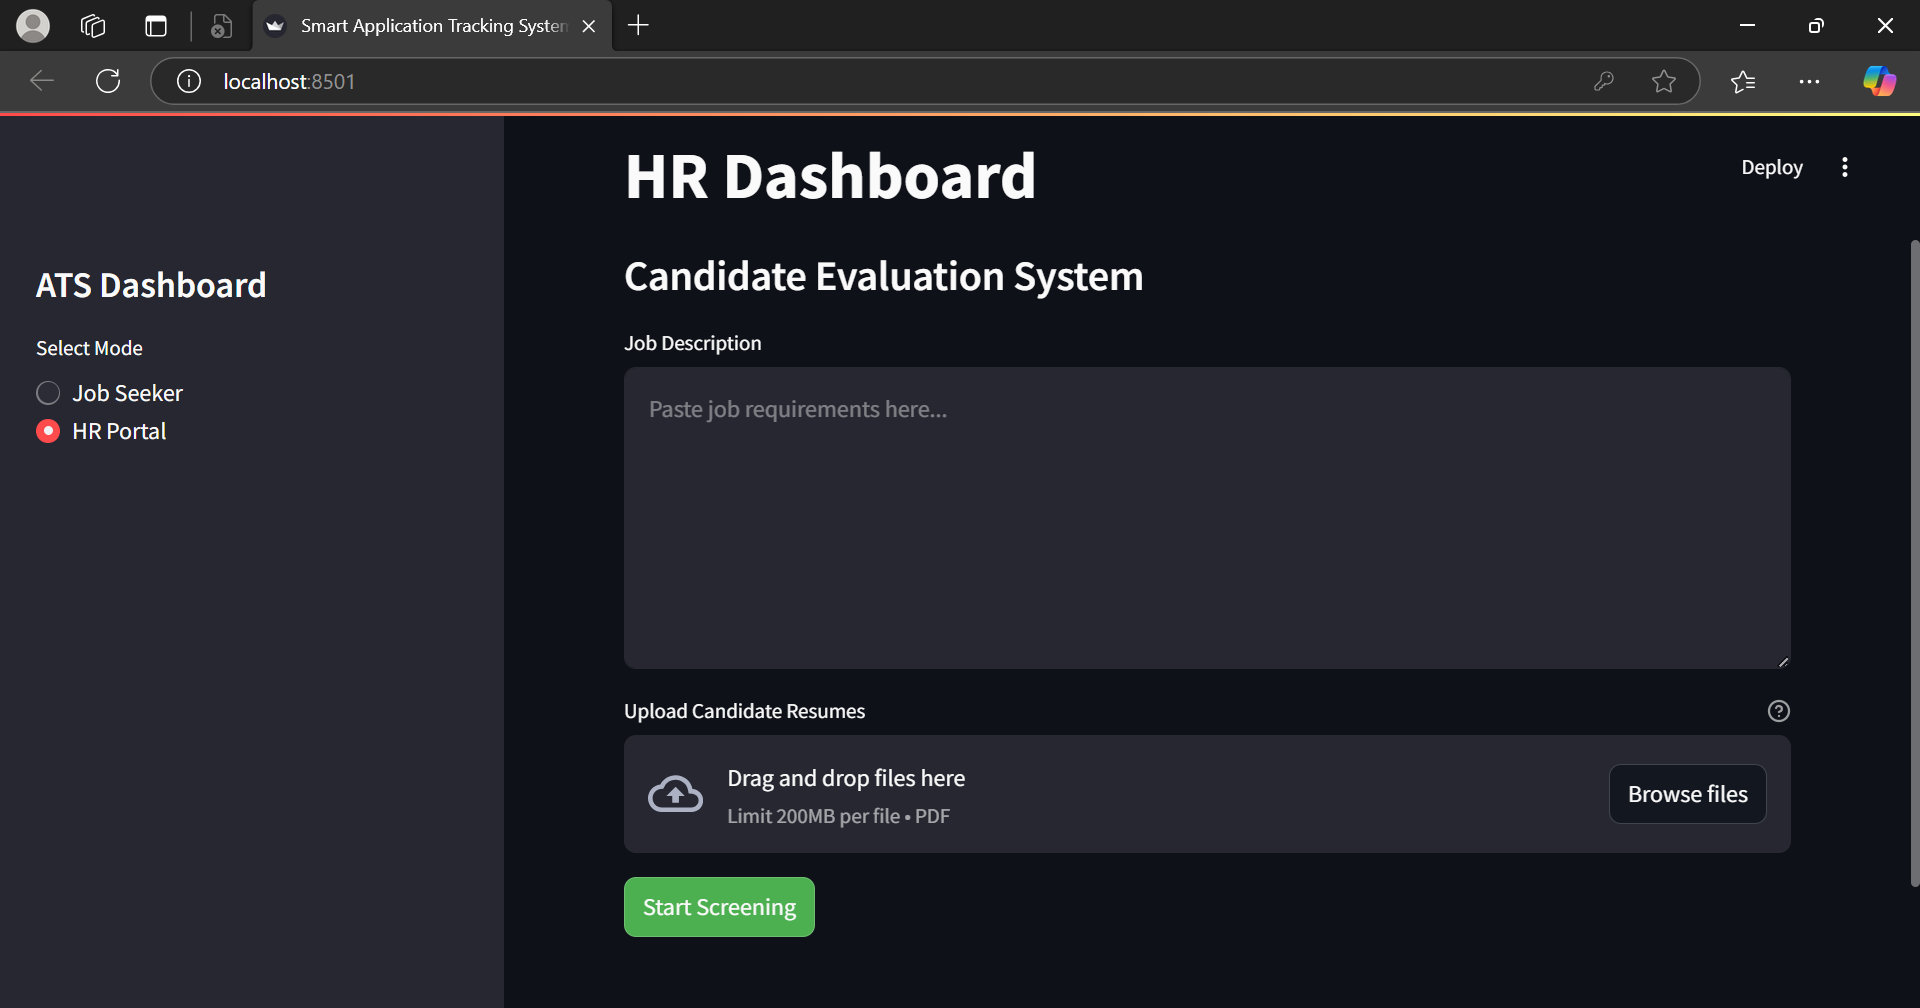 Smart Application Tracking System
localhost:8501
Deploy
ATS Dashboard
Select Mode
Job Seeker
HR Portal
HR Dashboard
Candidate Evaluation System
Job Description
Paste job requirements here...
Upload Candidate Resumes
Drag and drop files here
Limit 200MB per file • PDF
Browse files
Start Screening